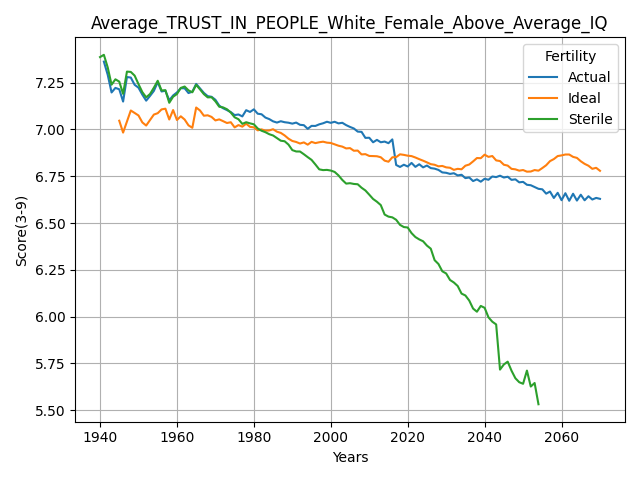 Average_TRUST_IN_PEOPLE_White_Female_Above_Average_IQ
Fertility
Actual
Ideal
Sterile
Score(3-9)
7.25
7.00
6.75
6.50
6.25
6.00
5.75
5.50
1940 1960 1980 2000 2020 2040 2060
Years